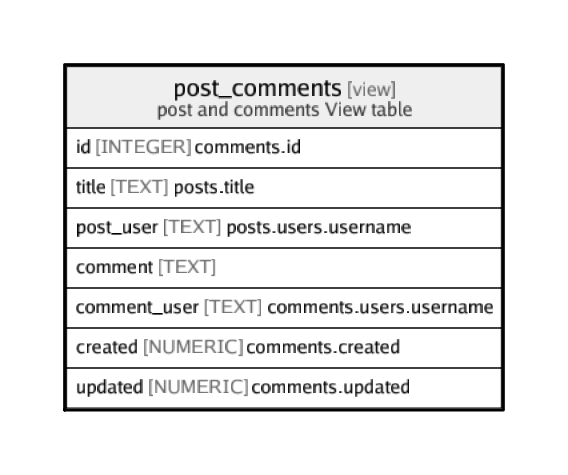 post_comments [view]
post and comments View table
id [INTEGER] comments.id
title [TEXT] posts.title
post_user [TEXT] posts.users.username
comment [TEXT]
comment_user [TEXT] comments.users.username
created [NUMERIC] comments.created
updated [NUMERIC] comments.updated